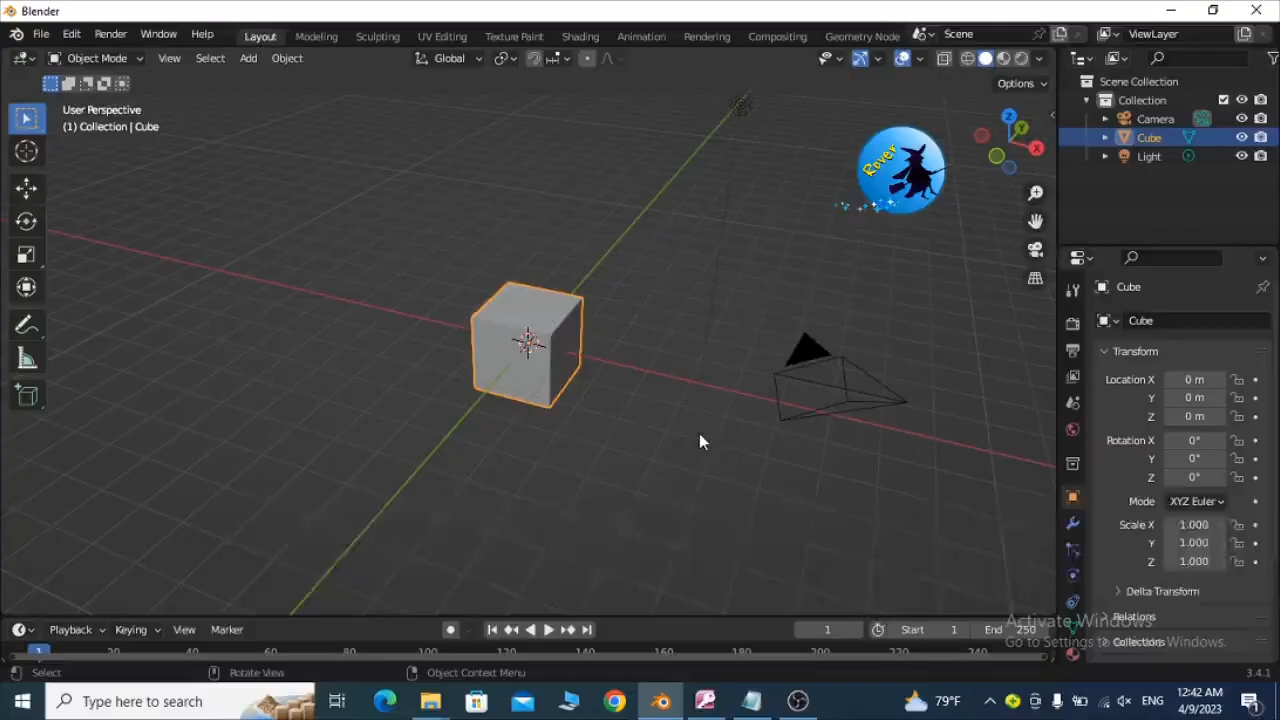 Blender
File Edit Render Window Help Layout Modeling Sculpting UV Editing Texture Paint Shading Animation Rendering Compositing Geometry Node Scene ViewLayer
Object Mode View Select Add Object Global
Options
User Perspective
(1) Collection | Cube
Rover
Z
Y
X
Scene Collection
Collection
Camera
Cube
Light
Cube
Cube
Transform
Location X 0 m
Y 0 m
Z 0 m
Rotation X 0°
Y 0°
Z 0°
Mode XYZ Euler
Scale X 1.000
Y 1.000
Z 1.000
Delta Transform
Relations
Collections
Activate Windows
Go to Settings to Windows.
Playback Keying View Marker 1 Start 1 End 250
1 20 40 60 80 100 120 140 160 180 200 220 240
Select Rotate View Object Context Menu 3.4.1
Type here to search 79°F ENG 12:42 AM
4/9/2023
1